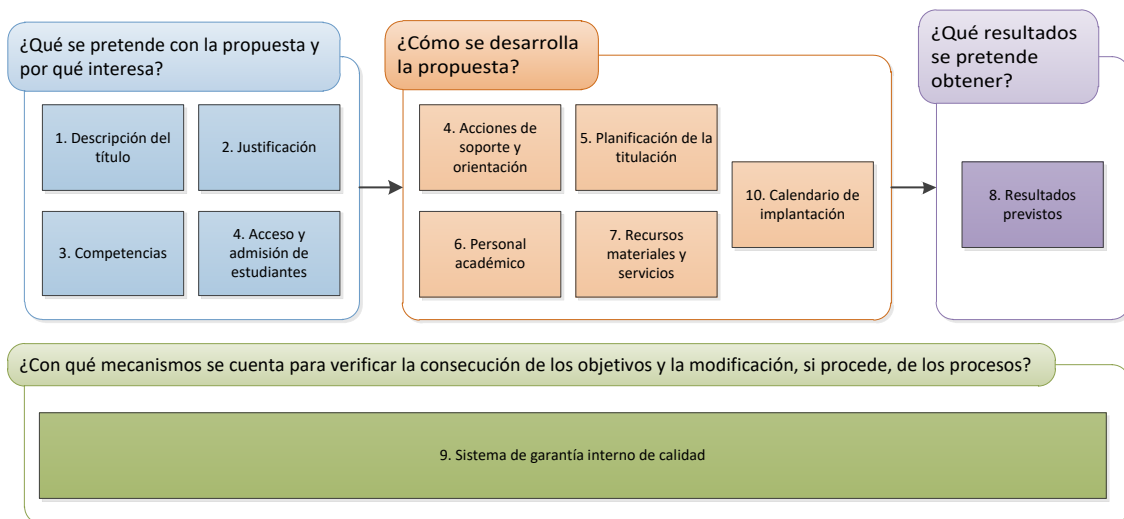 ¿Qué se pretende con la propuesta y
por qué interesa?
1. Descripción del
título
2. Justificación
3. Competencias
4. Acceso y
admisión de
estudiantes
¿Cómo se desarrolla
la propuesta?
4. Acciones de
soporte y
orientación
5. Planificación de la
titulación
6. Personal
académico
7. Recursos
materiales y
servicios
10. Calendario de
implantación
¿Qué resultados
se pretende
obtener?
8. Resultados
previstos
¿Con qué mecanismos se cuenta para verificar la consecución de los objetivos y la modificación, si procede, de los procesos?
9. Sistema de garantía interno de calidad